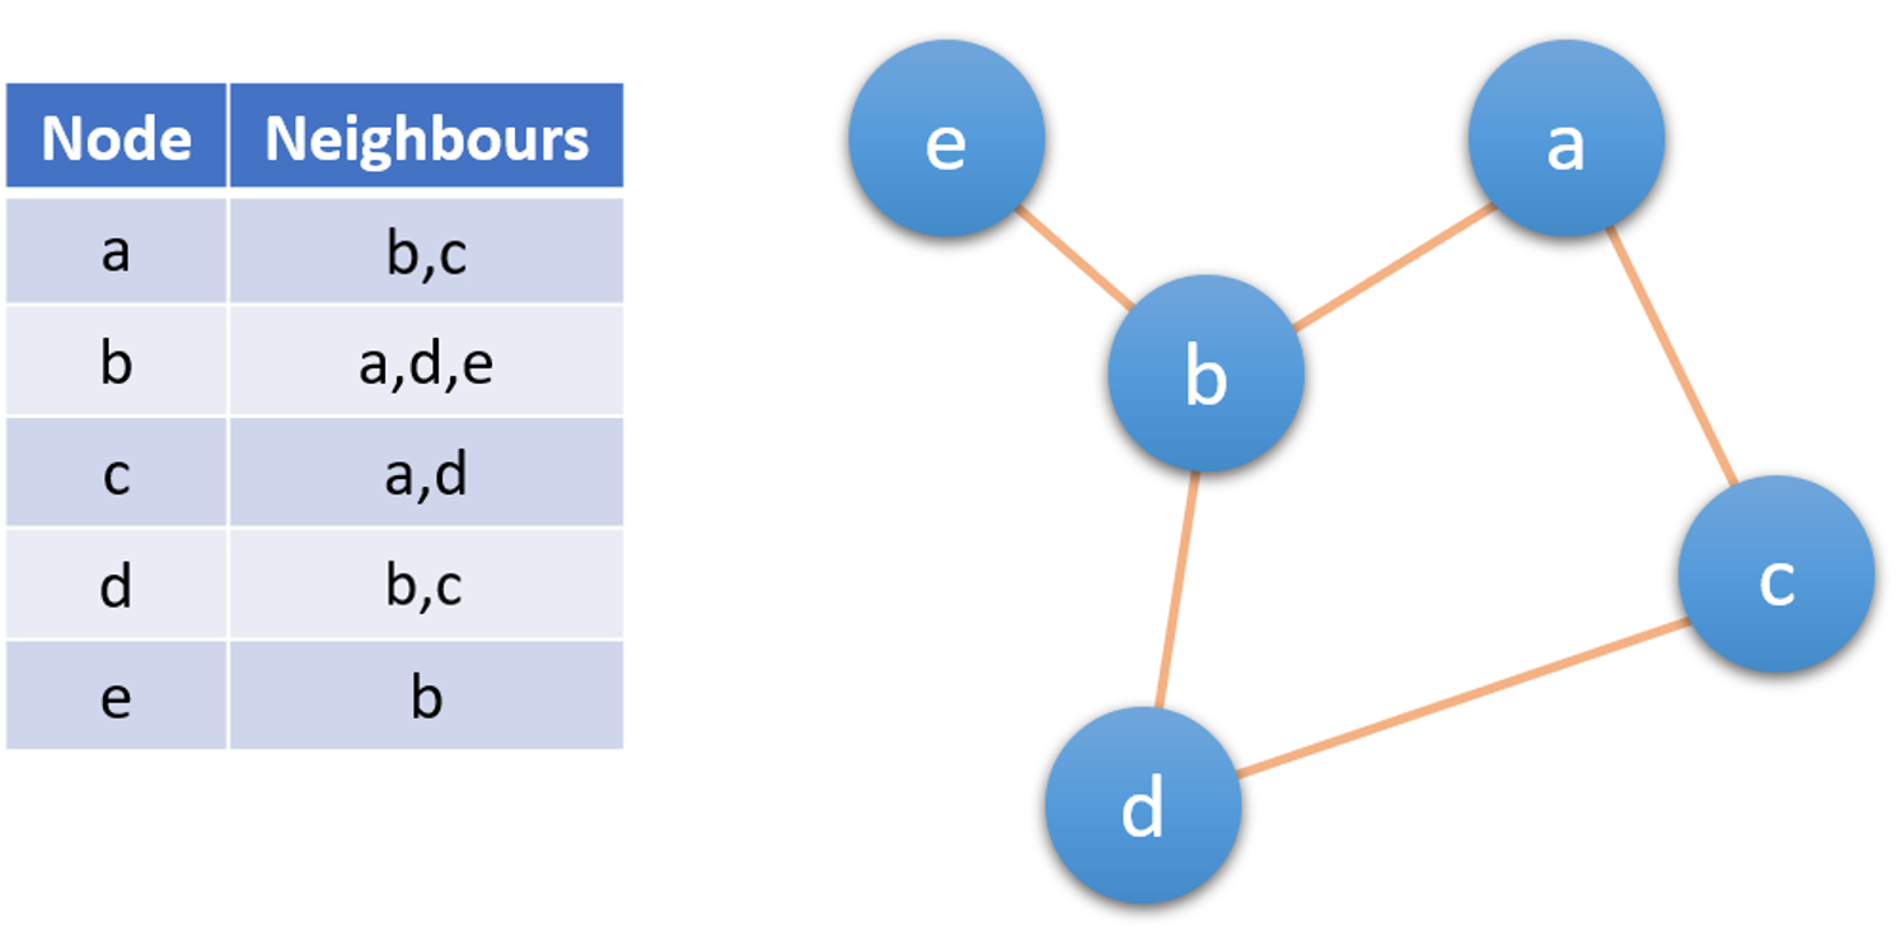 Node Neighbours
a b,c
b a,d,e
c a,d
d b,c
e b
e
a
b
c
d